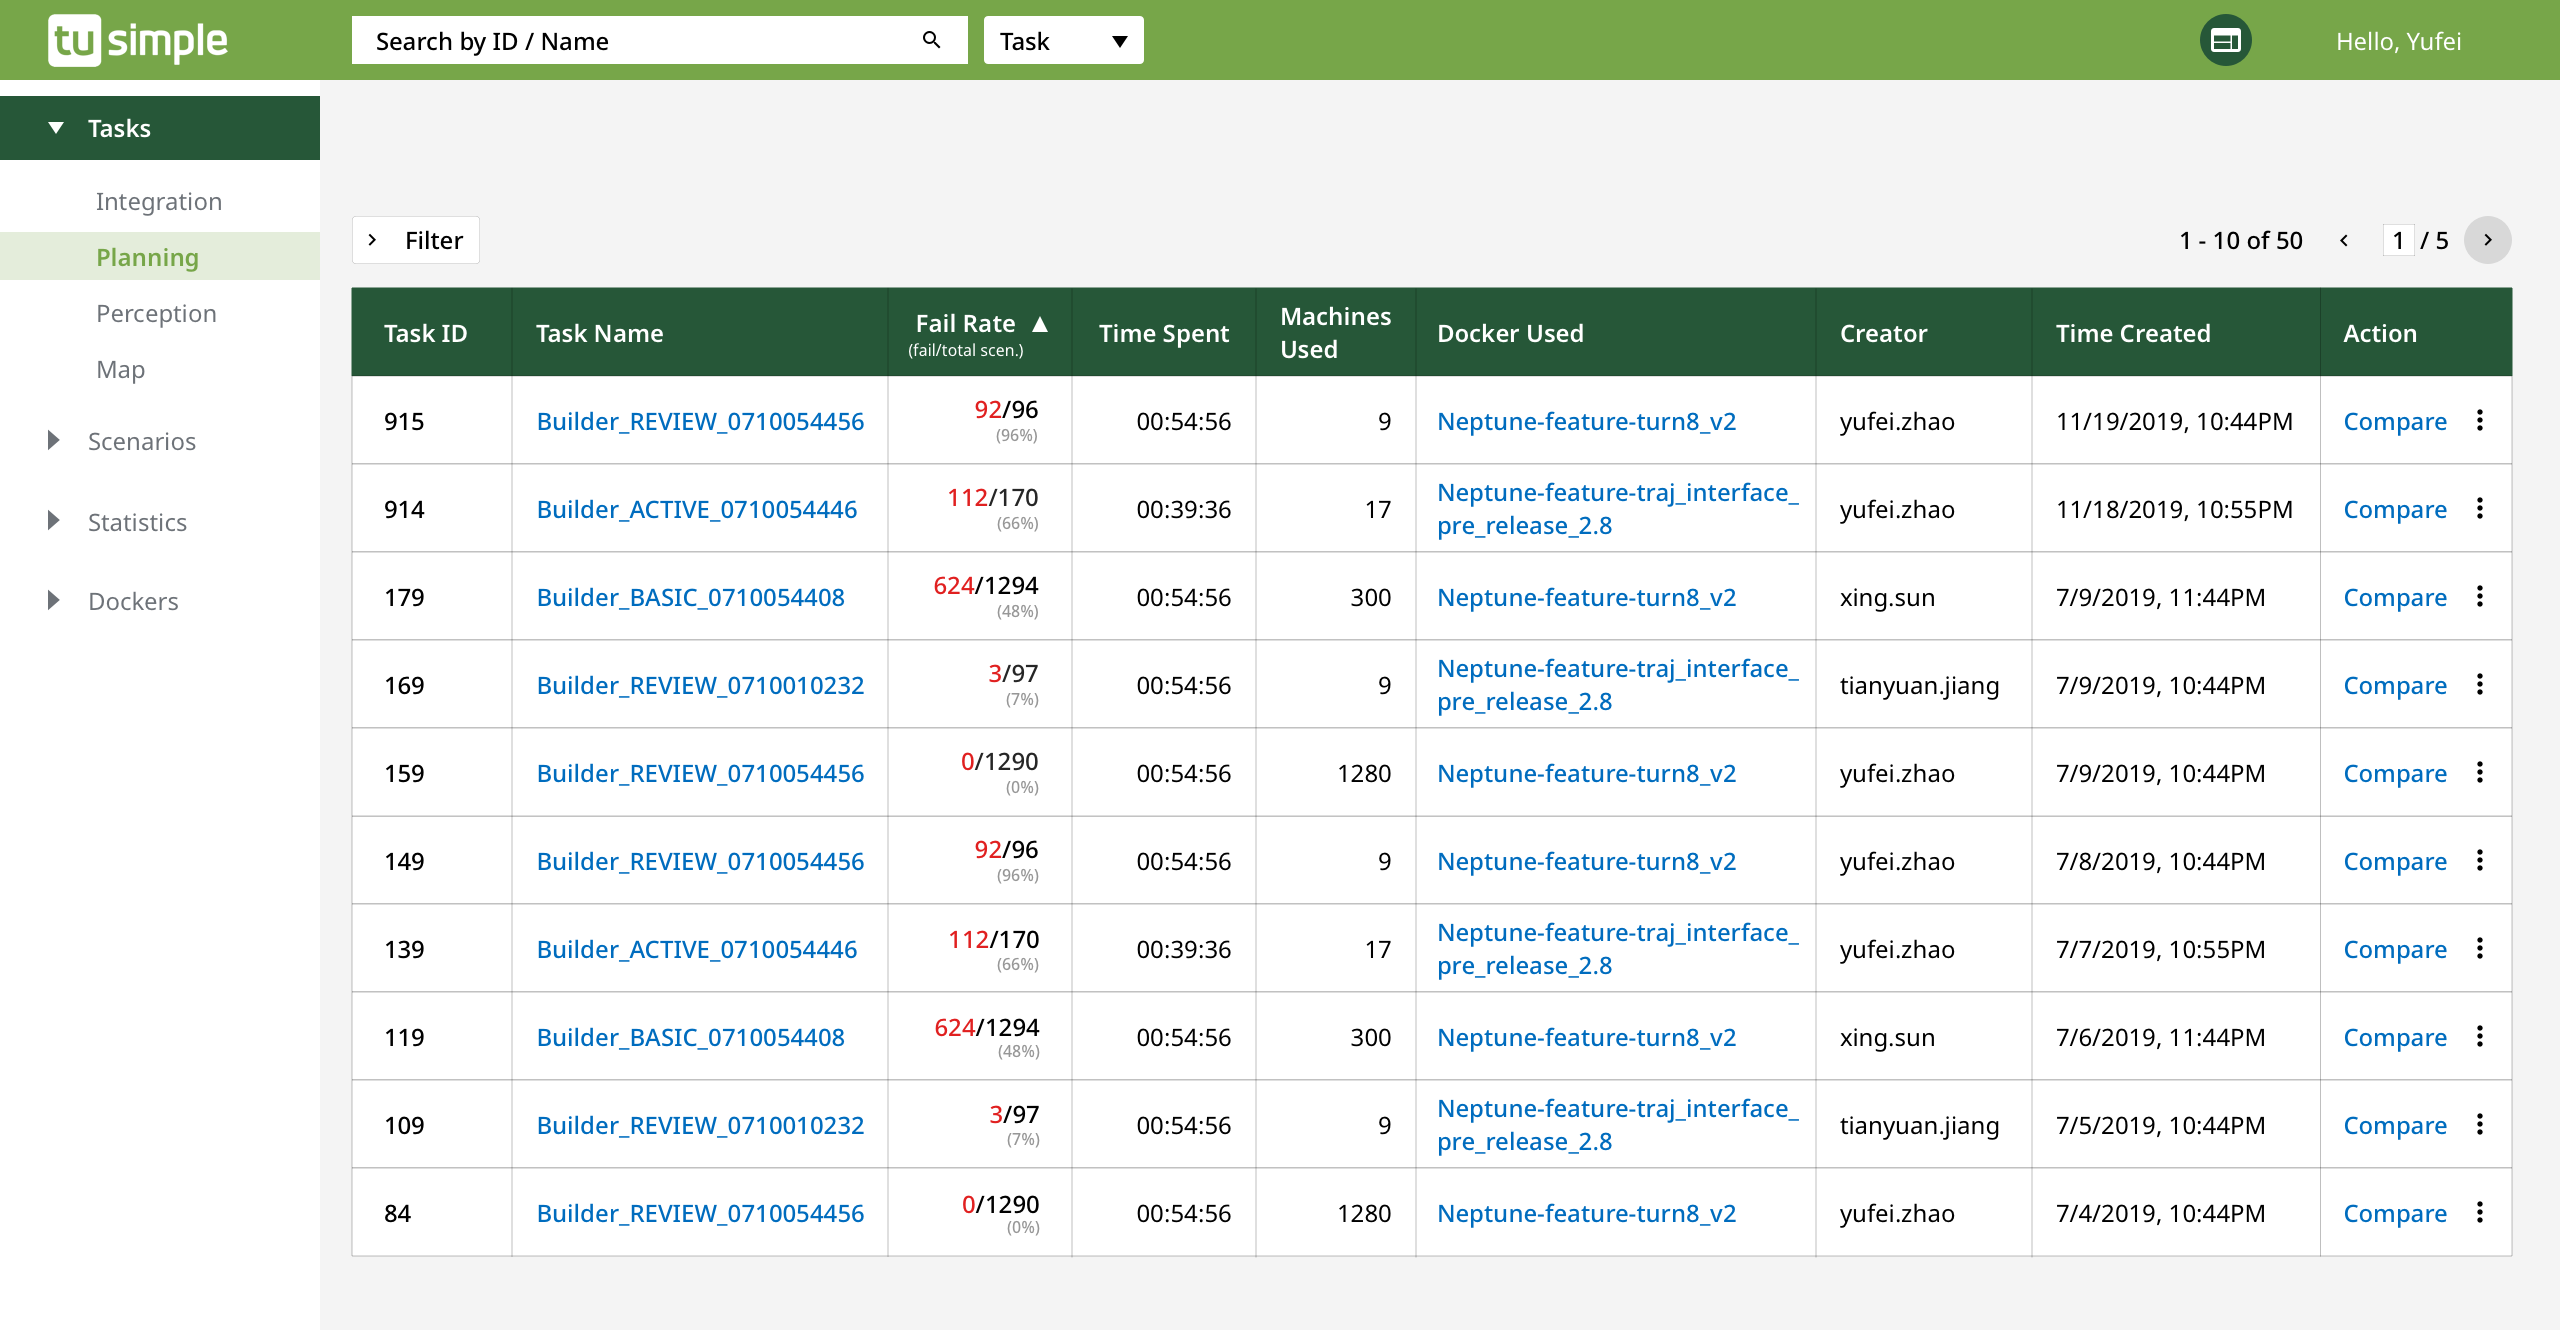 tu simple
Search by ID / Name
Task
Hello, Yufei
Tasks
Integration
Planning
Perception
Map
Scenarios
Statistics
Dockers
Filter
1 - 10 of 50
1 / 5
Task ID
Task Name
Fail Rate ▲
(fail/total scen.)
Time Spent
Machines
Used
Docker Used
Creator
Time Created
Action
915
Builder_REVIEW_0710054456
92/96
(96%)
00:54:56
9
Neptune-feature-turn8_v2
yufei.zhao
11/19/2019, 10:44PM
Compare
914
Builder_ACTIVE_0710054446
112/170
(66%)
00:39:36
17
Neptune-feature-traj_interface_
pre_release_2.8
yufei.zhao
11/18/2019, 10:55PM
Compare
179
Builder_BASIC_0710054408
624/1294
(48%)
00:54:56
300
Neptune-feature-turn8_v2
xing.sun
7/9/2019, 11:44PM
Compare
169
Builder_REVIEW_0710010232
3/97
(7%)
00:54:56
9
Neptune-feature-traj_interface_
pre_release_2.8
tianyuan.jiang
7/9/2019, 10:44PM
Compare
159
Builder_REVIEW_0710054456
0/1290
(0%)
00:54:56
1280
Neptune-feature-turn8_v2
yufei.zhao
7/9/2019, 10:44PM
Compare
149
Builder_REVIEW_0710054456
92/96
(96%)
00:54:56
9
Neptune-feature-turn8_v2
yufei.zhao
7/8/2019, 10:44PM
Compare
139
Builder_ACTIVE_0710054446
112/170
(66%)
00:39:36
17
Neptune-feature-traj_interface_
pre_release_2.8
yufei.zhao
7/7/2019, 10:55PM
Compare
119
Builder_BASIC_0710054408
624/1294
(48%)
00:54:56
300
Neptune-feature-turn8_v2
xing.sun
7/6/2019, 11:44PM
Compare
109
Builder_REVIEW_0710010232
3/97
(7%)
00:54:56
9
Neptune-feature-traj_interface_
pre_release_2.8
tianyuan.jiang
7/5/2019, 10:44PM
Compare
84
Builder_REVIEW_0710054456
0/1290
(0%)
00:54:56
1280
Neptune-feature-turn8_v2
yufei.zhao
7/4/2019, 10:44PM
Compare